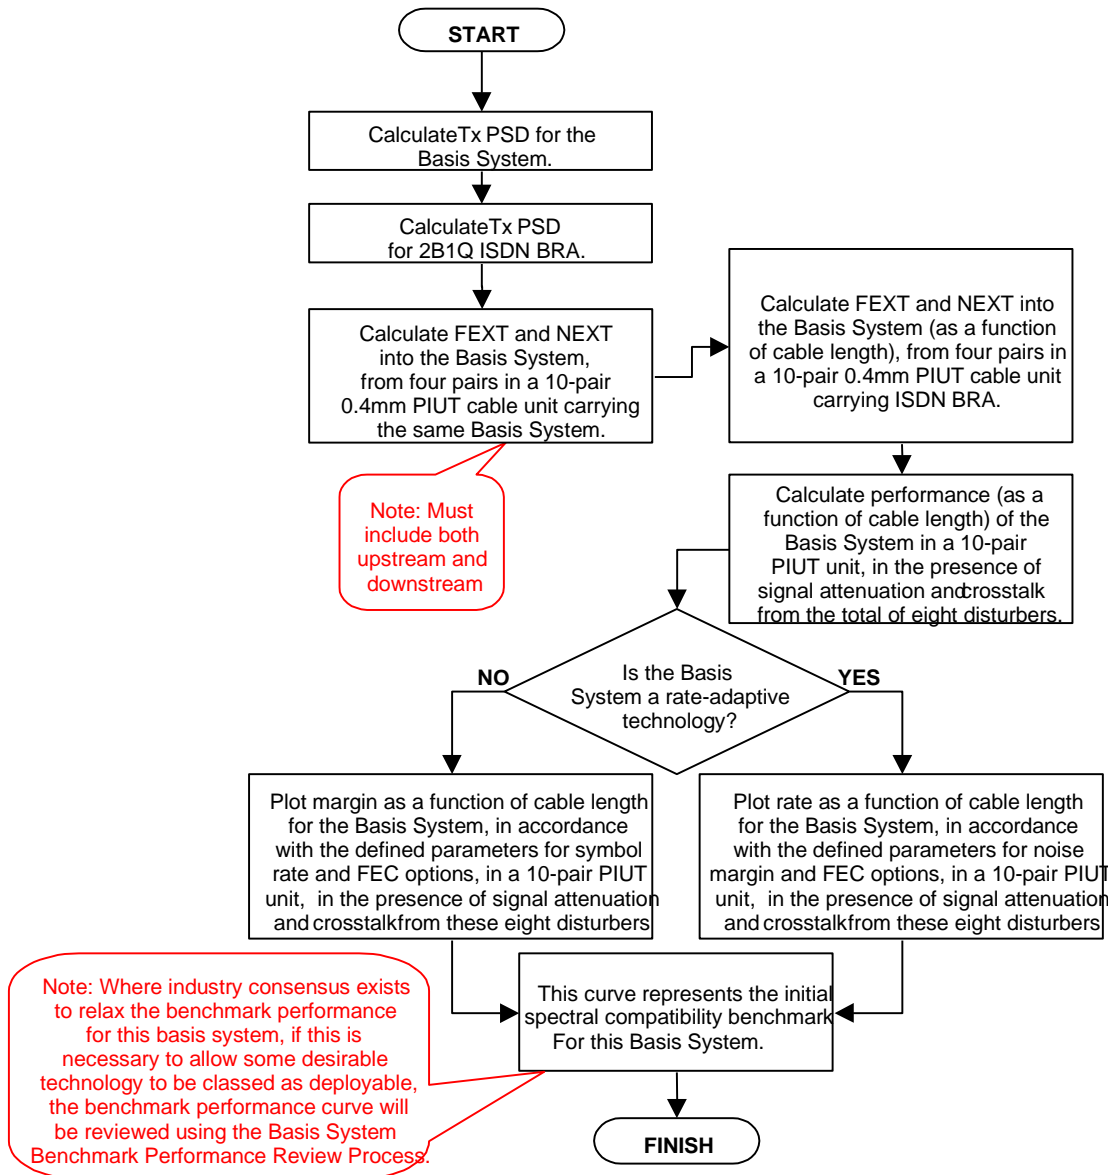 START
CalculateTx PSD for the
Basis System.
CalculateTx PSD
for 2B1Q ISDN BRA.
Calculate FEXT and NEXT
into the Basis System,
from four pairs in a 10-pair
0.4mm PIUT cable unit carrying
the same Basis System.
Calculate FEXT and NEXT into
the Basis System (as a function
of cable length), from four pairs in
a 10-pair 0.4mm PIUT cable unit
carrying ISDN BRA.
Note: Must
include both
upstream and
downstream
Calculate performance (as a
function of cable length) of the
Basis System in a 10-pair
PIUT unit, in the presence of
signal attenuation andcrosstalk
from the total of eight disturbers.
Is the Basis
System a rate-adaptive
technology?
NO
YES
Plot margin as a function of cable length
for the Basis System, in accordance
with the defined parameters for symbol
rate and FEC options, in a 10-pair PIUT
unit, in the presence of signal attenuation
and crosstalkfrom these eight disturbers
Plot rate as a function of cable length
for the Basis System, in accordance
with the defined parameters for noise
margin and FEC options, in a 10-pair PIUT
unit, in the presence of signal attenuation
and crosstalkfrom these eight disturbers
Note: Where industry consensus exists
to relax the benchmark performance
for this basis system, if this is
necessary to allow some desirable
technology to be classed as deployable,
the benchmark performance curve will
be reviewed using the Basis System
Benchmark Performance Review Process.
This curve represents the initial
spectral compatibility benchmark
For this Basis System.
FINISH